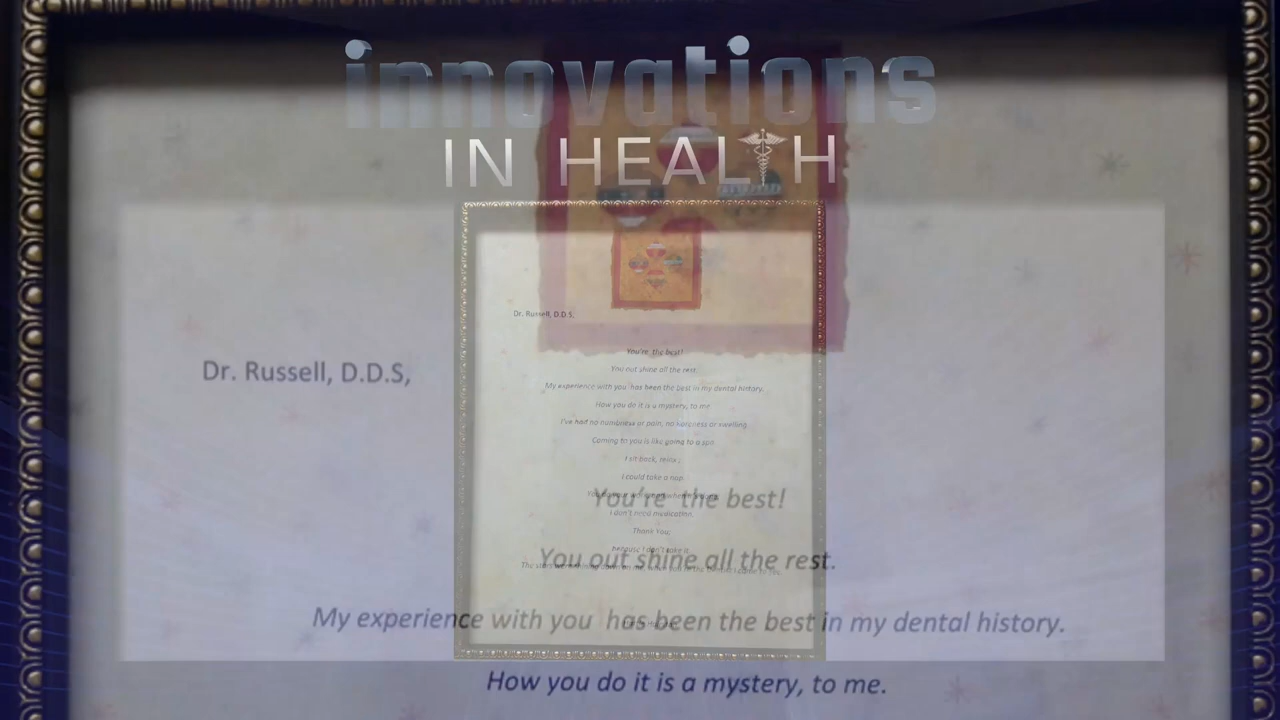 innovations
IN HEALTH
Dr. Russell, D.D.S,
You're the best!
You out shine all the rest.
My experience with you has been the best in my dental history.
How you do it is a mystery, to me
I've had no numbness or pain, no soreness or swelling.
Coming to you is like going to a spa
I sit back, relax,
I could take a nap.
I don't need medication.
Thank You,
because I don't take it.
Dr. Russell, D.D.S,
You're the best!
You out shine all the rest.
My experience with you has been the best in my dental history.
How you do it is a mystery, to me.